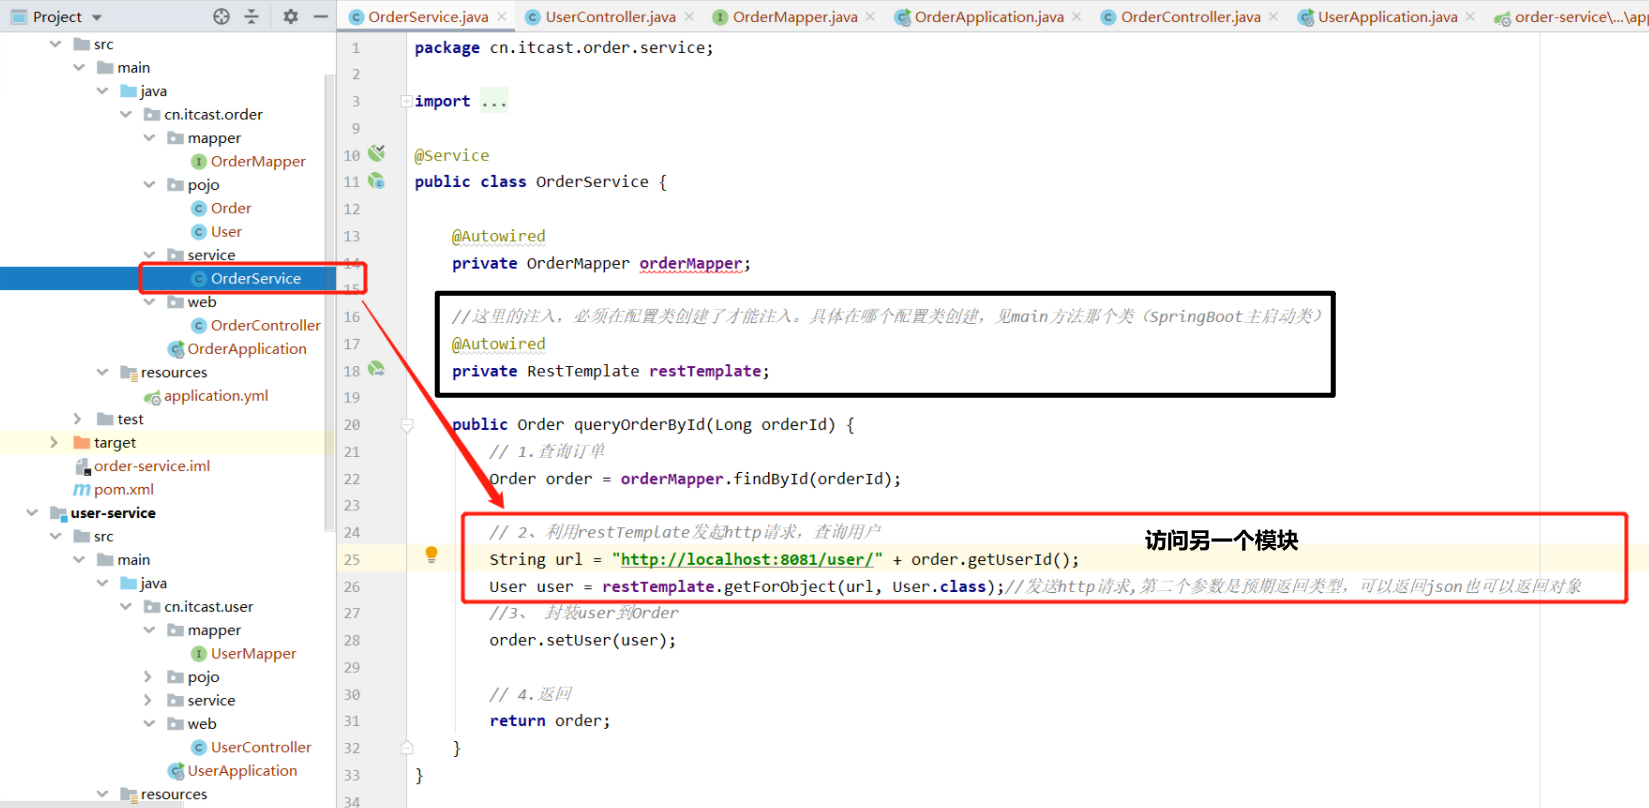 Project
src
main
java
cn.itcast.order
mapper
OrderMapper
pojo
Order
User
service
OrderService
web
OrderController
OrderApplication
resources
application.yml
test
target
order-service.iml
pom.xml
user-service
src
main
java
cn.itcast.user
mapper
UserMapper
pojo
service
web
UserController
UserApplication
resources
OrderService.java
UserController.java
OrderMapper.java
OrderApplication.java
OrderController.java
UserApplication.java
order-service\...\app
1 package cn.itcast.order.service;
2
3 import ...
9
10 @Service
11 public class OrderService {
12
13 @Autowired
14 private OrderMapper orderMapper;
15
16 //这里的注入，必须在配置类创建了才能注入。具体在哪个配置类创建，见main方法那个类（SpringBoot主启动类）
17 @Autowired
18 private RestTemplate restTemplate;
19
20 public Order queryOrderById(Long orderId) {
21 // 1.查询订单
22 Order order = orderMapper.findById(orderId);
23
24 // 2、利用restTemplate发起http请求，查询用户
访问另一个模块
25 String url = "http://localhost:8081/user/" + order.getUserId();
26 User user = restTemplate.getForObject(url, User.class);//发送http请求,第二个参数是预期返回类型，可以返回json也可以返回对象
27 //3、 封装user到Order
28 order.setUser(user);
29
30 // 4.返回
31 return order;
32 }
33 }
34